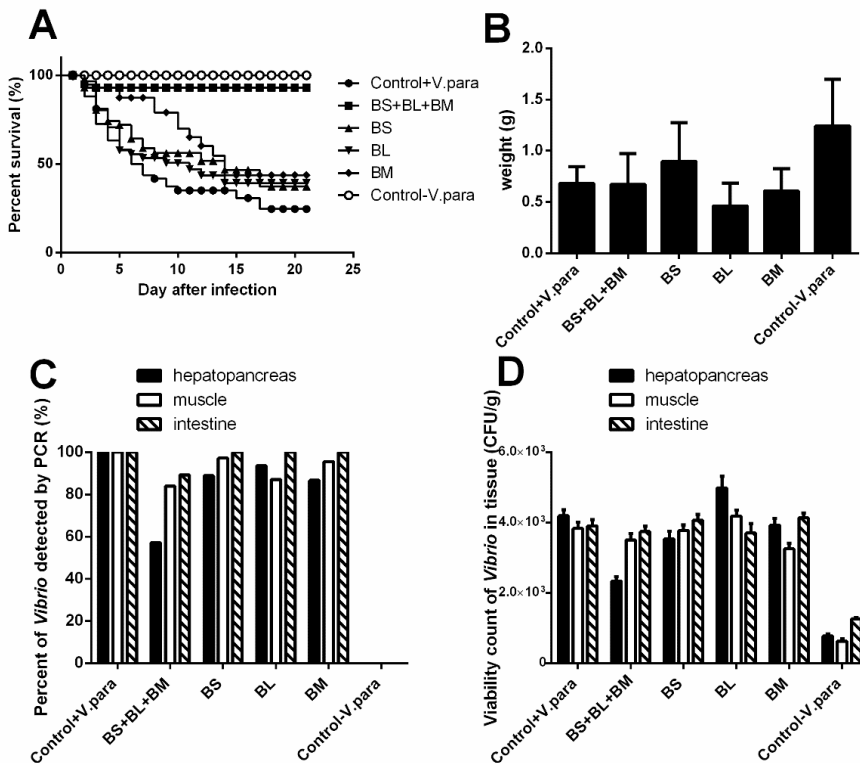 A
Percent survival (%)
100
50
0
0
5
10
15
20
25
Day after infection
Control+V.para
BS+BL+BM
BS
BL
BM
Control-V.para
B
weight (g)
2.0
1.5
1.0
0.5
0.0
Control+V.para
BS+BL+BM
BS
BL
BM
Control-V.para
C
hepatopancreas
muscle
intestine
Percent of Vibrio detected by PCR (%)
100
80
60
40
20
0
Control+V.para
BS+BL+BM
BS
BL
BM
Control-V.para
D
hepatopancreas
muscle
intestine
Viability count of Vibrio in tissue (CFU/g)
6.0×10³
4.0×10³
2.0×10³
0
Control+V.para
BS+BL+BM
BS
BL
BM
Control-V.para